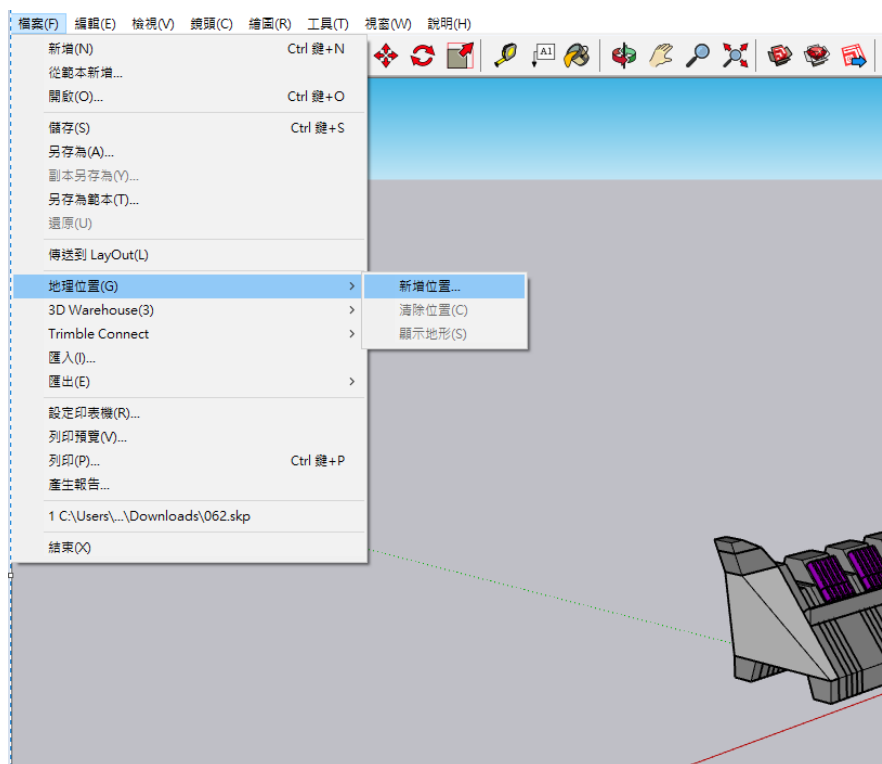 檔案(F) 編輯(E) 檢視(V) 鏡頭(C) 繪圖(R) 工具(T) 視窗(W) 說明(H)
新增(N) Ctrl 鍵+N
從範本新增...
開啟(O)... Ctrl 鍵+O
儲存(S) Ctrl 鍵+S
另存為(A)...
副本另存為(Y)...
另存為範本(T)...
還原(U)
傳送到 LayOut(L)
地理位置(G)
新增位置...
清除位置(C)
顯示地形(S)
3D Warehouse(3)
Trimble Connect
匯入(I)...
匯出(E)
設定印表機(R)...
列印預覽(V)...
列印(P)... Ctrl 鍵+P
產生報告...
1 C:\Users\...\Downloads\062.skp
結束(X)
A1